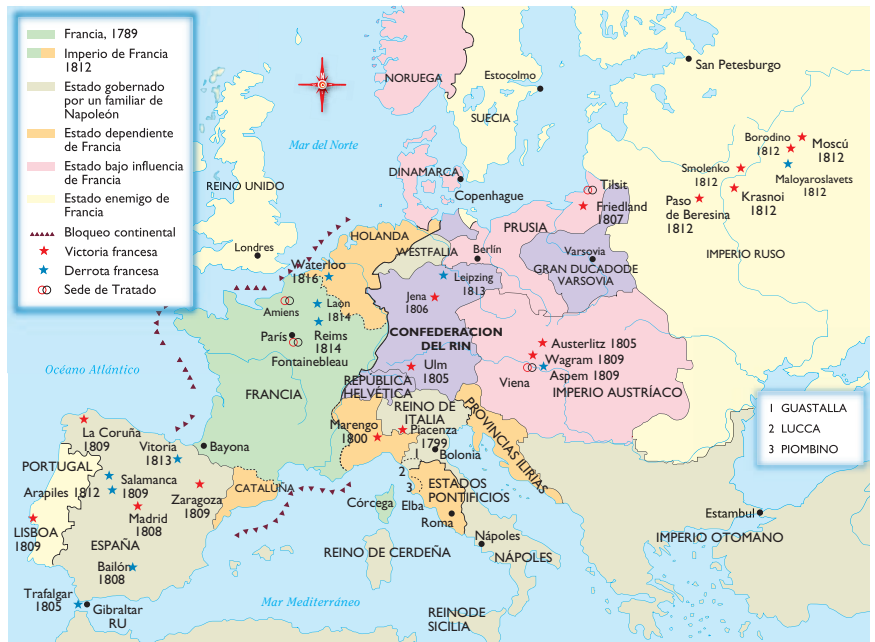 Francia, 1789
Imperio de Francia
1812
Estado gobernado
por un familiar de
Napoleón
Estado dependiente
de Francia
Estado bajo influencia
de Francia
Estado enemigo de
Francia
Bloqueo continental
Victoria francesa
Derrota francesa
Sede de Tratado
NORUEGA
Estocolmo
SUECIA
San Petesburgo
Mar del Norte
Borodino
1812
Moscú
1812
Maloyaroslavets
1812
Smolenko
1812
Krasnoi
1812
Paso
de Beresina
1812
IMPERIO RUSO
DINAMARCA
Copenhague
REINO UNIDO
Londres
Tilsit
Friedland
1807
PRUSIA
HOLANDA
WESTFALIA
Berlín
Varsovia
GRAN DUCADODE
VARSOVIA
Waterloo
1816
Leipzing
1813
Jena
1806
Amiens
Laon
1814
Reims
1814
París
Fontainebleau
CONFEDERACION
DEL RIN
Austerlitz 1805
Wagram 1809
Aspem 1809
Viena
IMPERIO AUSTRÍACO
Ulm
1805
Océano Atlántico
FRANCIA
REPÚBLICA
HELVÉTICA
REINO DE
ITALIA
Marengo
1800
Piacenza
1799
Bolonia
PROVINCIAS ILIRIAS
1 GUASTALLA
2 LUCCA
3 PIOMBINO
1
2
3
La Coruña
1809
Vitoria
1813
Bayona
PORTUGAL
Arapiles 1812
Salamanca
1809
Zaragoza
1809
CATALUÑA
Madrid
1808
LISBOA
1809
ESPAÑA
Bailón
1808
Trafalgar
1805
Gibraltar
RU
Córcega
Elba
ESTADOS
PONTIFICIOS
Roma
REINO DE CERDEÑA
Nápoles
NÁPOLES
Estambul
IMPERIO OTOMANO
Mar Mediterráneo
REINODE
SICILIA